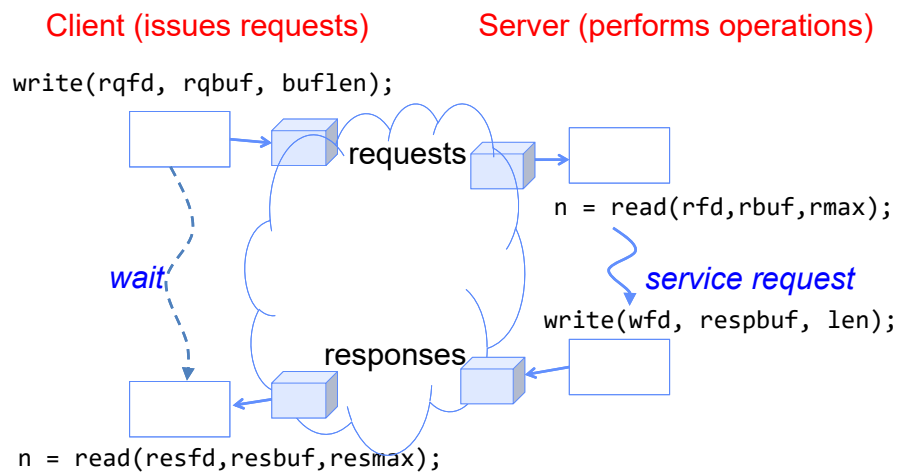 Client (issues requests)
Server (performs operations)
write(rqfd, rqbuf, buflen);
requests
n = read(rfd,rbuf,rmax);
wait
service request
write(wfd, respbuf, len);
responses
n = read(resfd,resbuf,resmax);